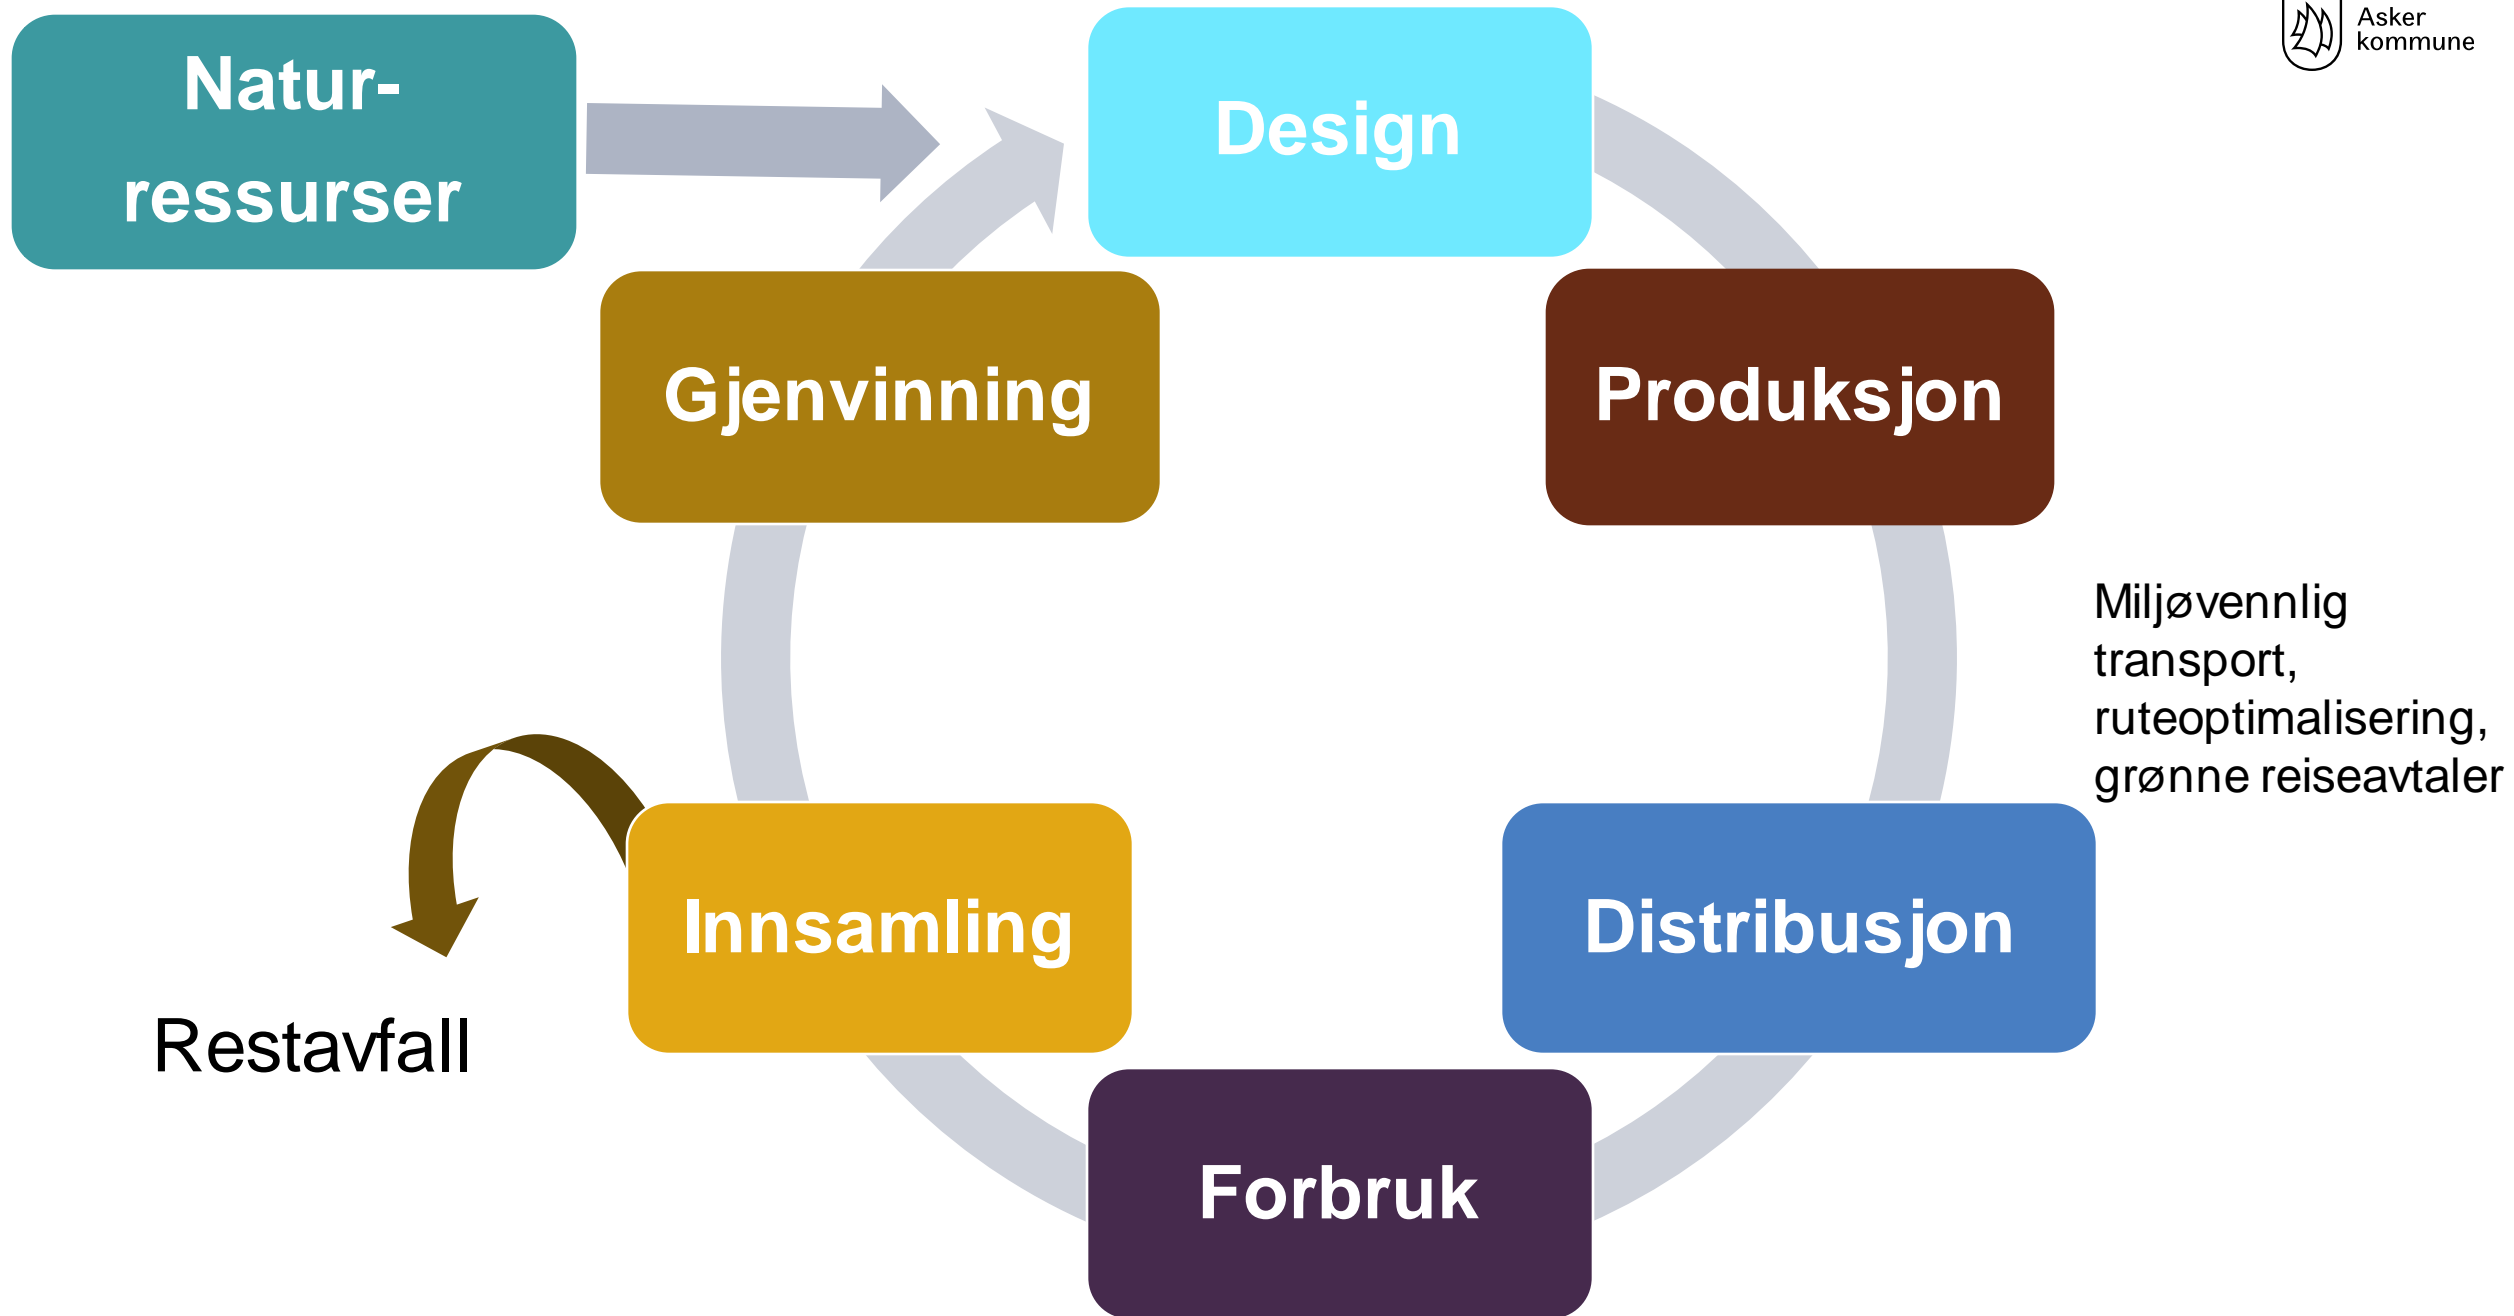 Natur-
ressurser
Design
Asker
kommune
Gjenvinning
Produksjon
Miljøvennlig
transport,
ruteoptimalisering,
grønne reiseavtaler
Innsamling
Distribusjon
Restavfall
Forbruk